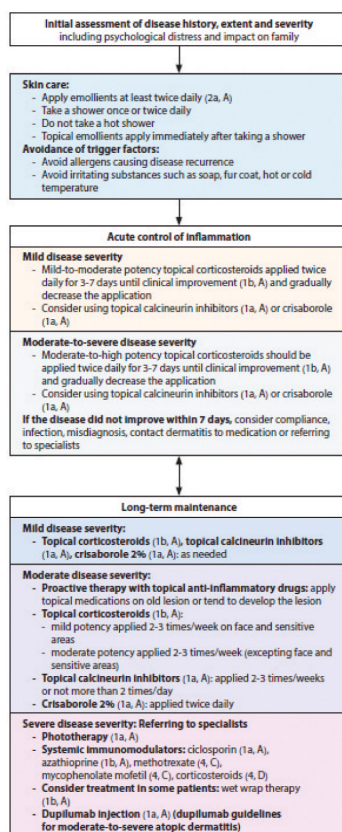 Initial assessment of disease history, extent and severity
including psychological distress and impact on family
Skin care:
- Apply emollients at least twice daily (2a, A)
- Take a shower once or twice daily
- Do not take a hot shower
- Topical emollients apply immediately after taking a shower
Avoidance of trigger factors:
- Avoid allergens causing disease recurrence
- Avoid irritating substances such as soap, fur coat, hot or cold
temperature
Acute control of inflammation
Mild disease severity
- Mild-to-moderate potency topical corticosteroids applied twice
daily for 3-7 days until clinical improvement (1b, A) and gradually
decrease the application
- Consider using topical calcineurin inhibitors (1a, A) or crisaborole
(1a, A)
Moderate-to-severe disease severity
- Moderate-to-high potency topical corticosteroids should be
applied twice daily for 3-7 days until clinical improvement (1b, A)
and gradually decrease the application
- Consider using topical calcineurin inhibitors (1a, A) or crisaborole
(1a, A)
If the disease did not improve within 7 days, consider compliance,
infection, misdiagnosis, contact dermatitis to medication or referring
to specialists
Long-term maintenance
Mild disease severity:
- Topical corticosteroids (1b, A), topical calcineurin inhibitors
(1a, A), crisaborole 2% (1a, A): as needed
Moderate disease severity:
- Proactive therapy with topical anti-inflammatory drugs: apply
topical medications on old lesion or tend to develop the lesion
- Topical corticosteroids (1b, A):
- mild potency applied 2-3 times/week on face and sensitive
areas
- moderate potency applied 2-3 times/week (excepting face and
sensitive areas)
- Topical calcineurin inhibitors (1a, A): applied 2-3 times/weeks
or not more than 2 times/day
- Crisaborole 2% (1a, A): applied twice daily
Severe disease severity: Referring to specialists
- Phototherapy (1a, A)
- Systemic immunomodulators: ciclosporin (1a, A),
azathioprine (1b, A), methotrexate (4, C),
mycophenolate mofetil (4, C), corticosteroids (4, D)
- Consider treatment in some patients: wet wrap therapy
(1b, A)
- Dupilumab injection (1a, A) (dupilumab guidelines
for moderate-to-severe atopic dermatitis)